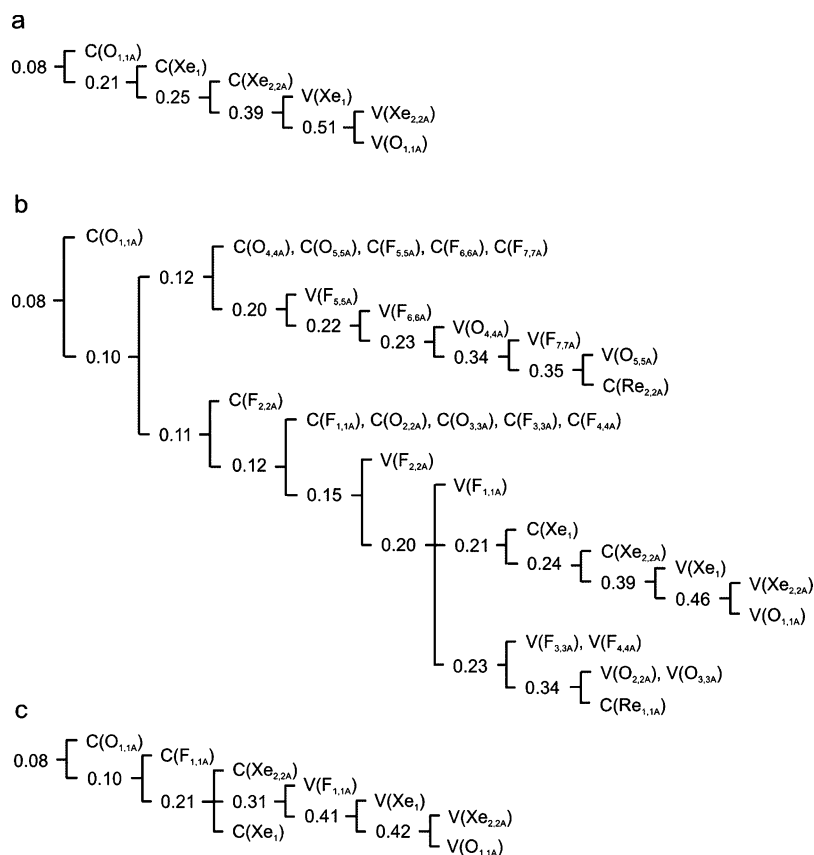 a
C(O1,1A)
0.08
C(Xe1)
0.21
C(Xe2,2A)
0.25
V(Xe1)
0.39
V(Xe2,2A)
0.51
V(O1,1A)
b
C(O1,1A)
C(O4,4A), C(O5,5A), C(F5,5A), C(F6,6A), C(F7,7A)
0.12
V(F5,5A)
0.08
0.20
V(F6,6A)
0.22
V(O4,4A)
0.23
V(F7,7A)
0.10
0.34
V(O5,5A)
0.35
C(Re2,2A)
C(F2,2A)
0.11
C(F1,1A), C(O2,2A), C(O3,3A), C(F3,3A), C(F4,4A)
0.12
V(F2,2A)
0.15
V(F1,1A)
C(Xe1)
0.20
0.21
C(Xe2,2A)
0.24
V(Xe1)
0.39
V(Xe2,2A)
0.46
V(O1,1A)
V(F3,3A), V(F4,4A)
0.23
V(O2,2A), V(O3,3A)
0.34
C(Re1,1A)
c
C(O1,1A)
0.08
C(F1,1A)
0.10
C(Xe2,2A)
V(F1,1A)
0.21
0.31
V(Xe1)
0.41
V(Xe2,2A)
C(Xe1)
0.42
V(O1,1A)